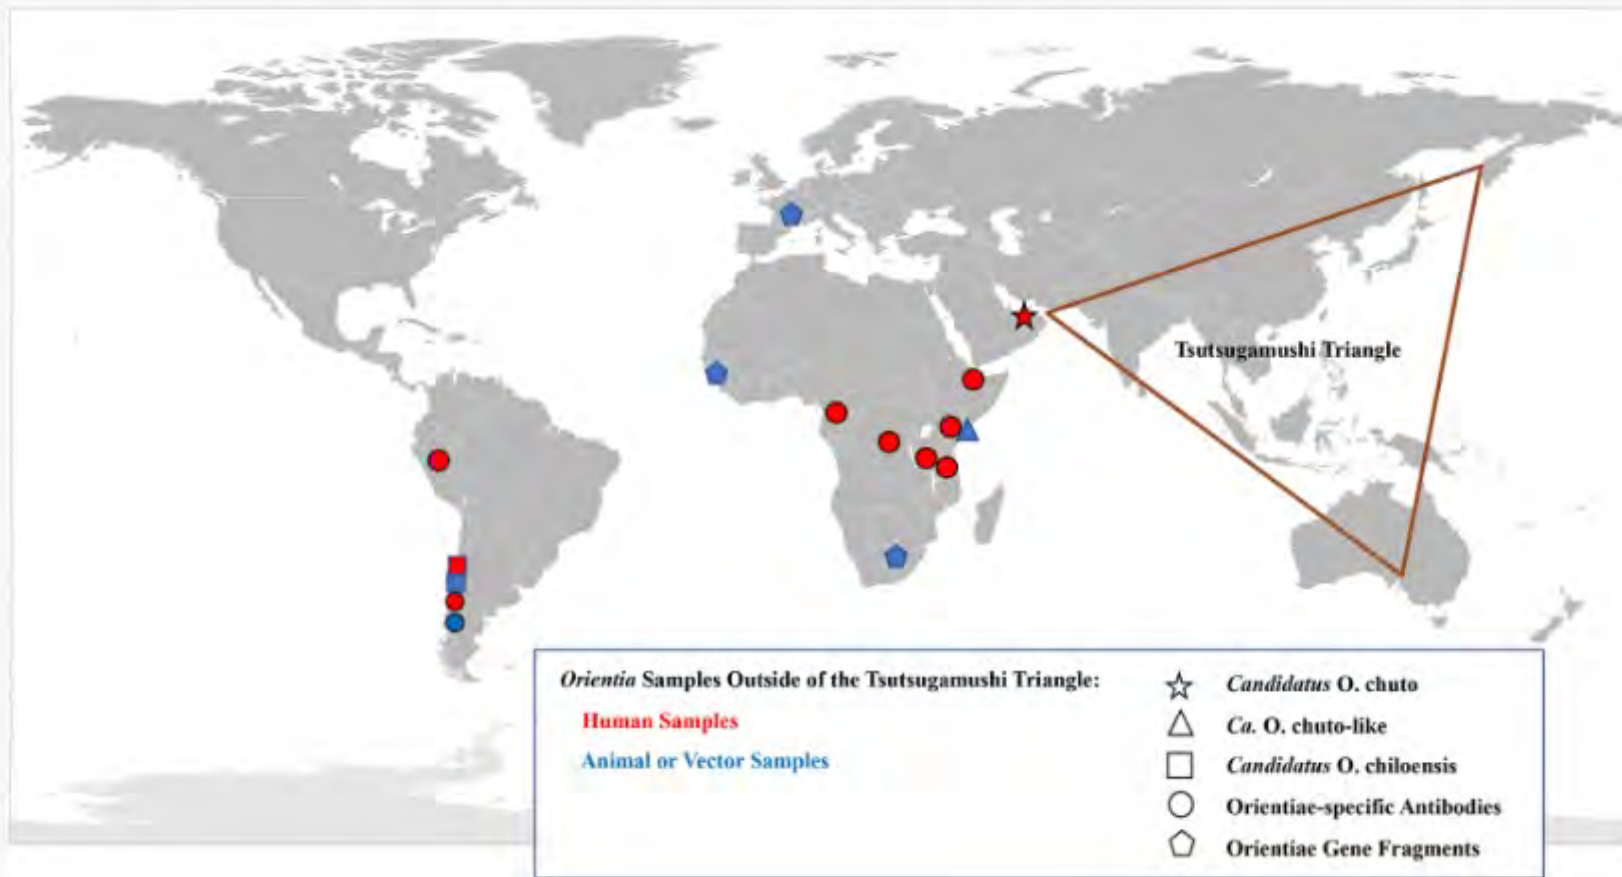 Tsutsugamushi Triangle
Orientia Samples Outside of the Tsutsugamushi Triangle:
Human Samples
Animal or Vector Samples
Candidatus O. chuto
Ca. O. chuto-like
Candidatus O. chiloensis
Orientiae-specific Antibodies
Orientiae Gene Fragments